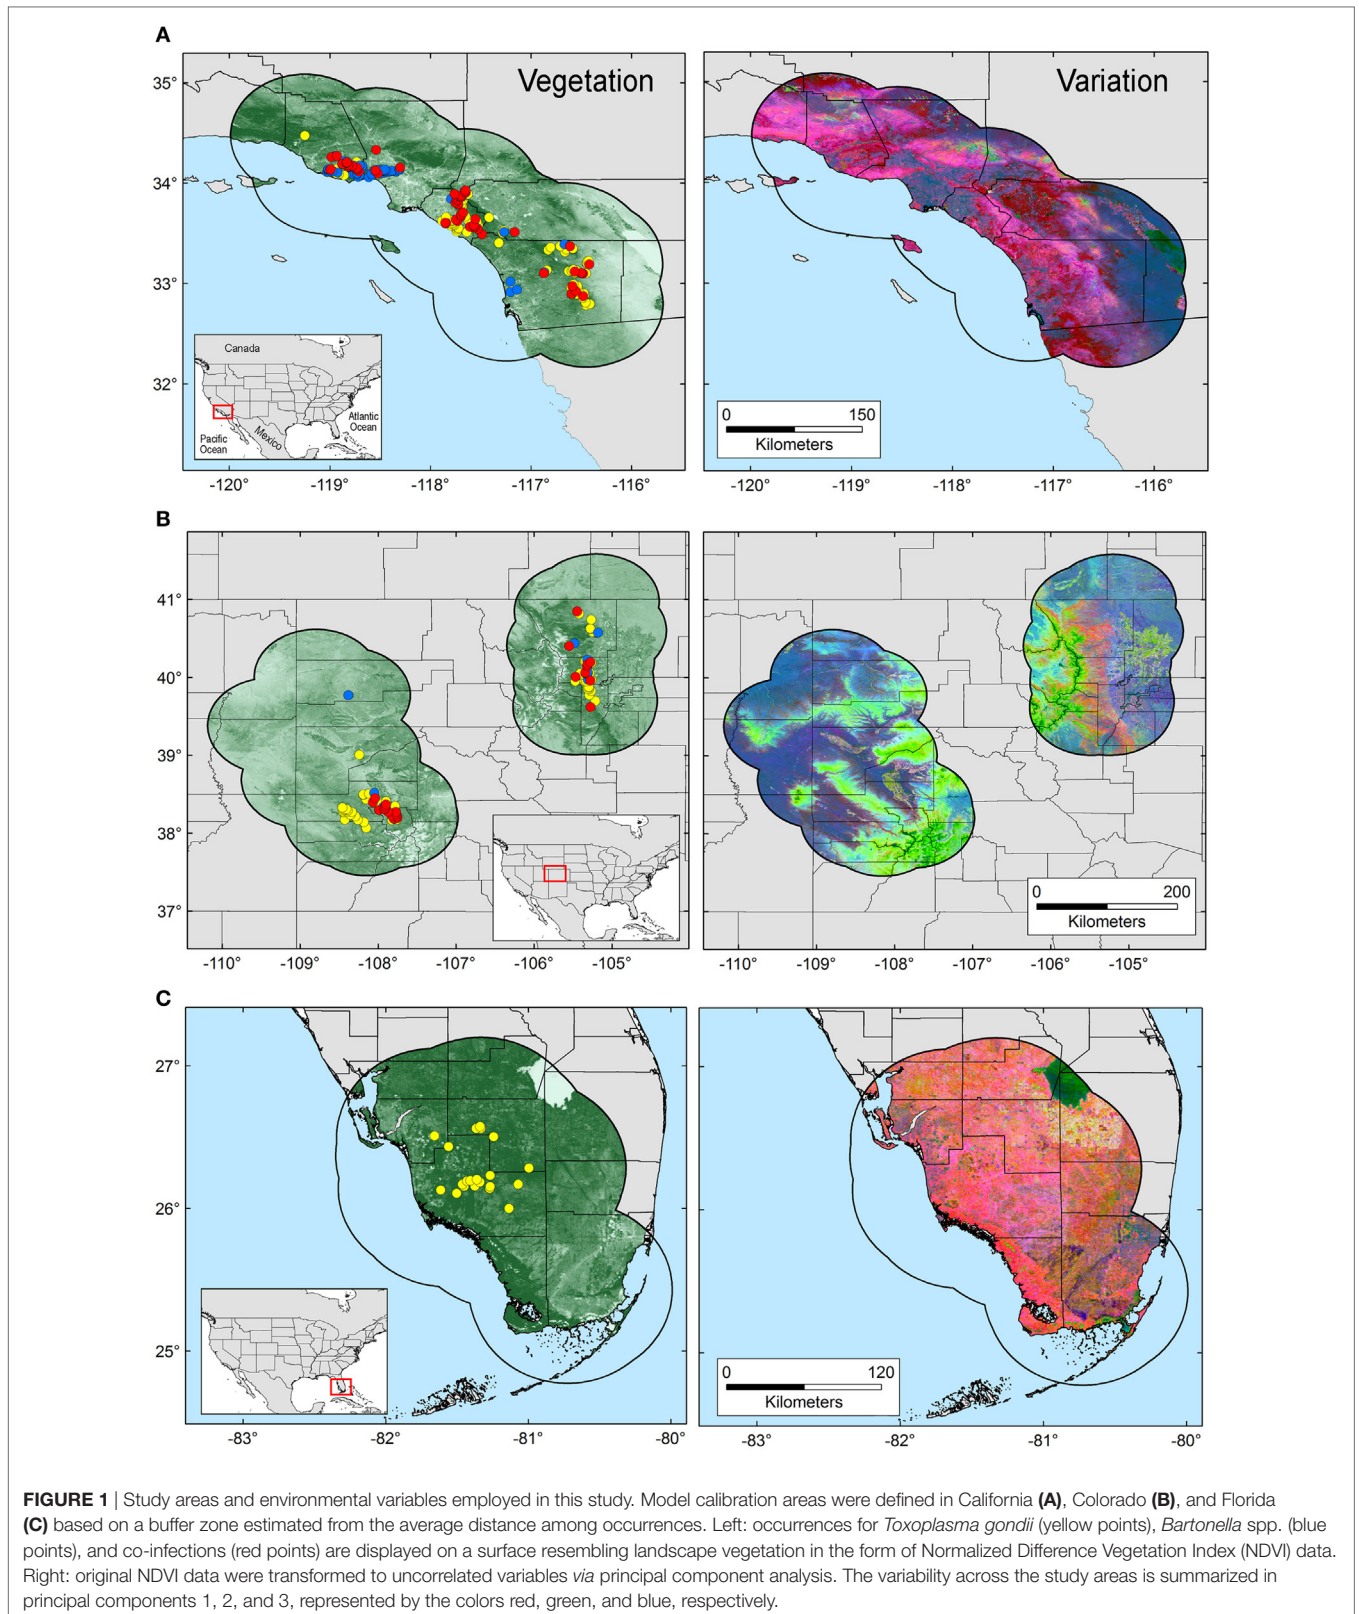 A
Vegetation
Variation
35°
34°
33°
32°
Canada
Atlantic
Ocean
Pacific
Ocean
Mexico
0 150
Kilometers
-120° -119° -118° -117° -116°
-120° -119° -118° -117° -116°
B
41°
40°
39°
38°
37°
0 200
Kilometers
-110° -109° -108° -107° -106° -105°
-110° -109° -108° -107° -106° -105°
C
27°
26°
25°
0 120
Kilometers
-83° -82° -81° -80°
-83° -82° -81° -80°
FIGURE 1 | Study areas and environmental variables employed in this study. Model calibration areas were defined in California (A), Colorado (B), and Florida
(C) based on a buffer zone estimated from the average distance among occurrences. Left: occurrences for Toxoplasma gondii (yellow points), Bartonella spp. (blue
points), and co-infections (red points) are displayed on a surface resembling landscape vegetation in the form of Normalized Difference Vegetation Index (NDVI) data.
Right: original NDVI data were transformed to uncorrelated variables via principal component analysis. The variability across the study areas is summarized in
principal components 1, 2, and 3, represented by the colors red, green, and blue, respectively.